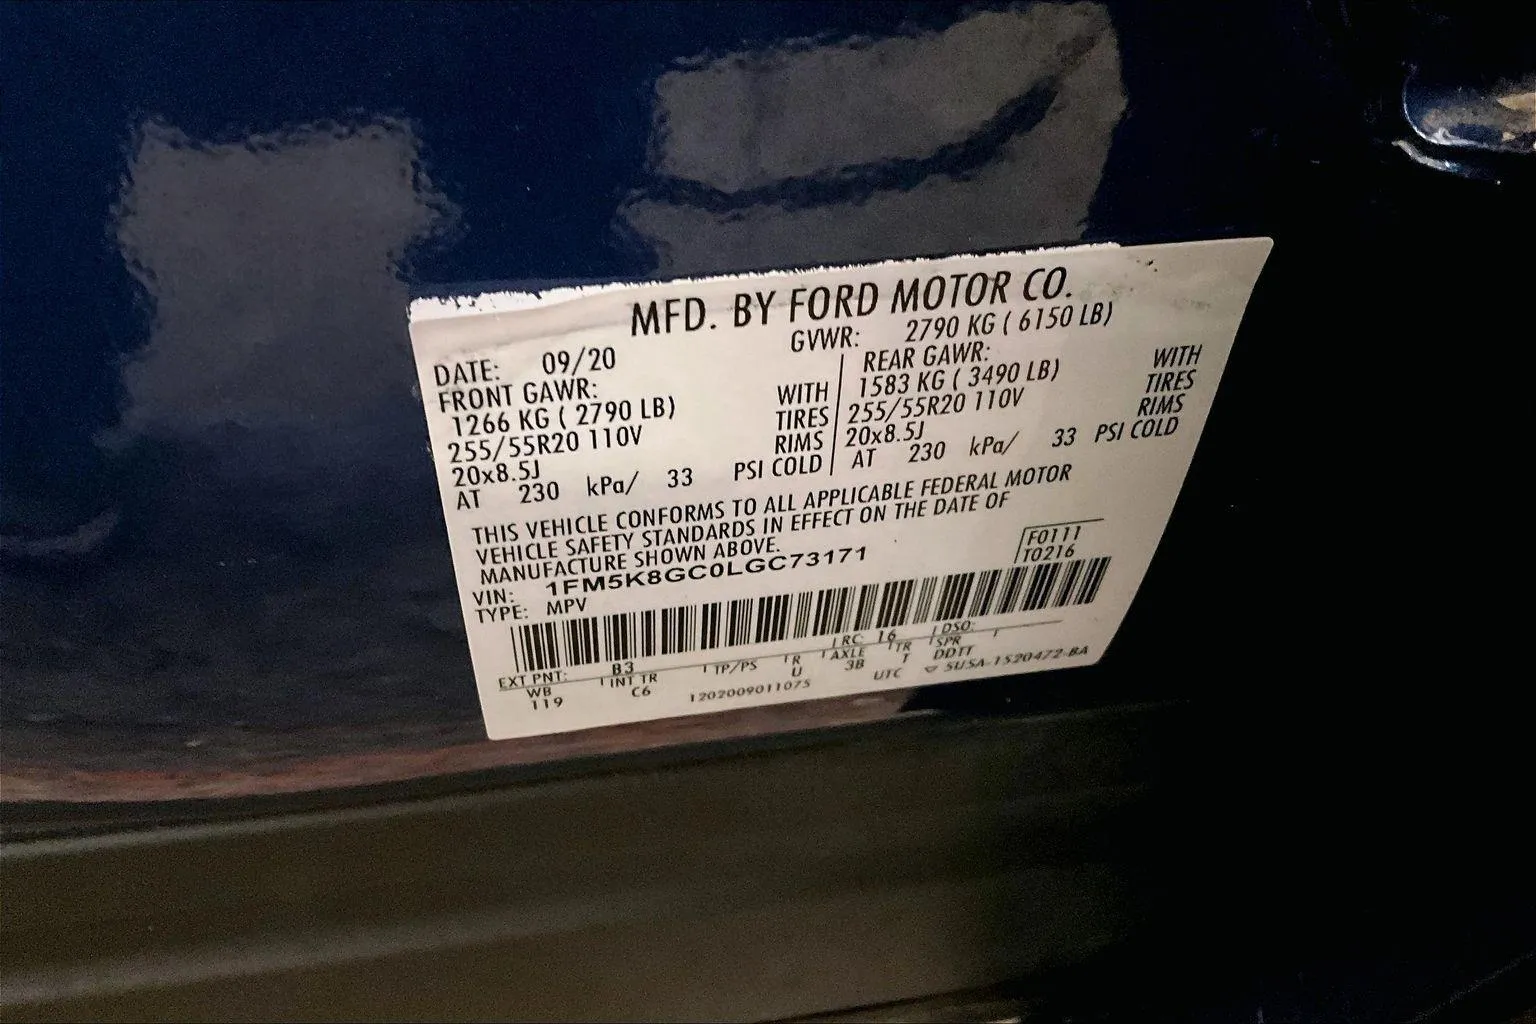 MFD. BY FORD MOTOR CO.
DATE: 09/20 GVWR: 2790 KG ( 6150 LB)
FRONT GAWR: REAR GAWR:
1266 KG ( 2790 LB) WITH 1583 KG ( 3490 LB) WITH
255/55R20 110V TIRES 255/55R20 110V TIRES
20x8.5J RIMS 20x8.5J RIMS
AT 230 kPa/ 33 PSI COLD AT 230 kPa/ 33 PSI COLD
THIS VEHICLE CONFORMS TO ALL APPLICABLE FEDERAL MOTOR
VEHICLE SAFETY STANDARDS IN EFFECT ON THE DATE OF
MANUFACTURE SHOWN ABOVE.
VIN: 1FM5K8GC0LGC73171 F0111
TYPE: MPV T0216
EXT PNT: B3 RC: 16 DSO:
WB INT TR TP/PS R AXLE TR SPR
119 C6 U 3B T DDTT
120200901107S UTC ▽ SU5A-1520472-BA